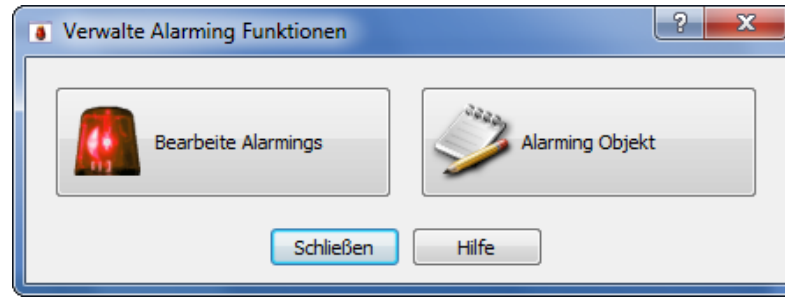 Verwalte Alarming Funktionen
Bearbeite Alarmings
Alarming Objekt
Schließen
Hilfe